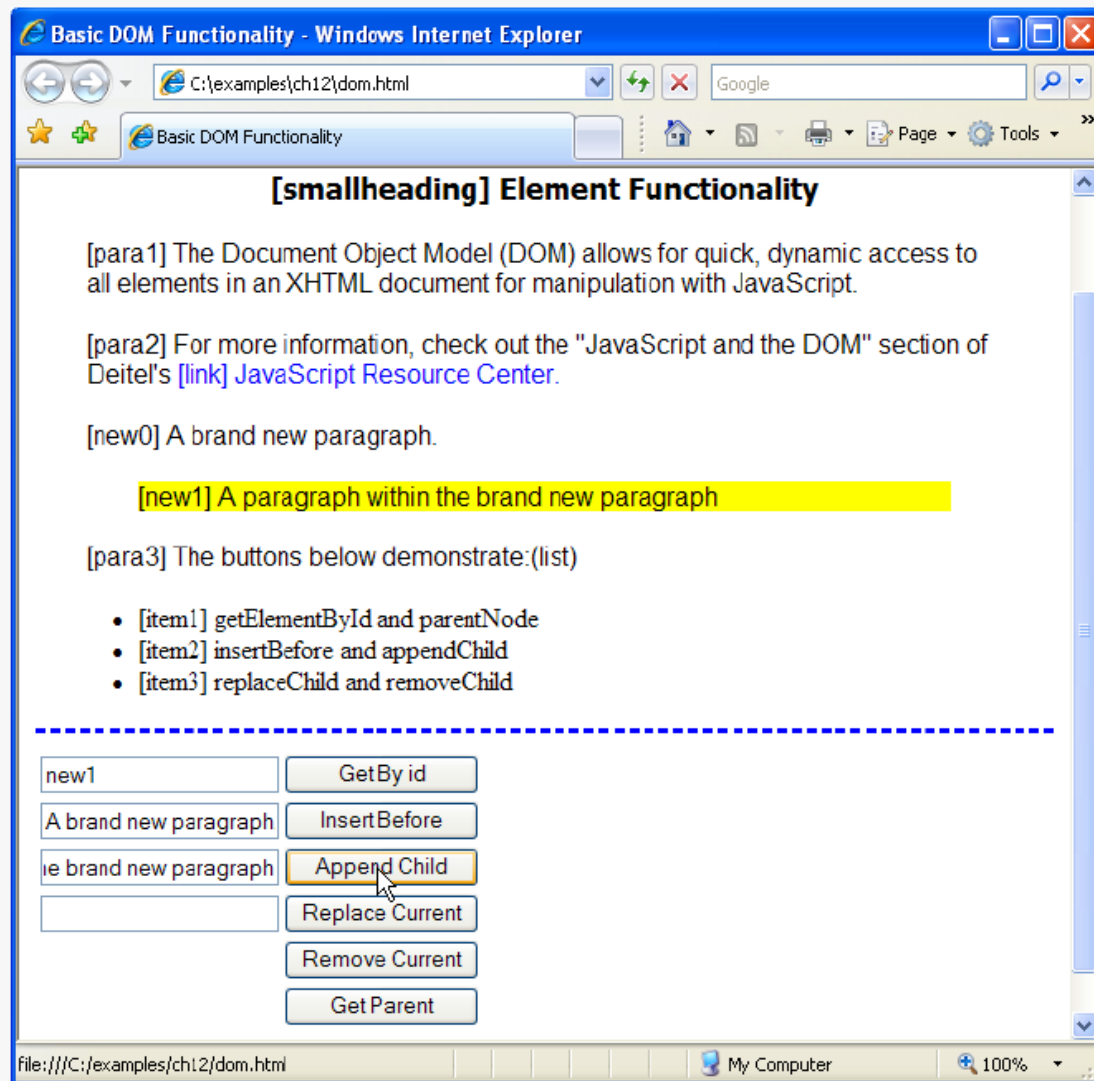 Basic DOM Functionality - Windows Internet Explorer
C:\examples\ch12\dom.html
Google
Basic DOM Functionality
Page
Tools
»
[smallheading] Element Functionality
[para1] The Document Object Model (DOM) allows for quick, dynamic access to
all elements in an XHTML document for manipulation with JavaScript.
[para2] For more information, check out the "JavaScript and the DOM" section of
Deitel's [link] JavaScript Resource Center.
[new0] A brand new paragraph.
[new1] A paragraph within the brand new paragraph
[para3] The buttons below demonstrate:(list)
• [item1] getElementById and parentNode
• [item2] insertBefore and appendChild
• [item3] replaceChild and removeChild
new1 Get By id
A brand new paragraph Insert Before
brand new paragraph Append Child
Replace Current
Remove Current
Get Parent
file:///C:/examples/ch12/dom.html My Computer 100%